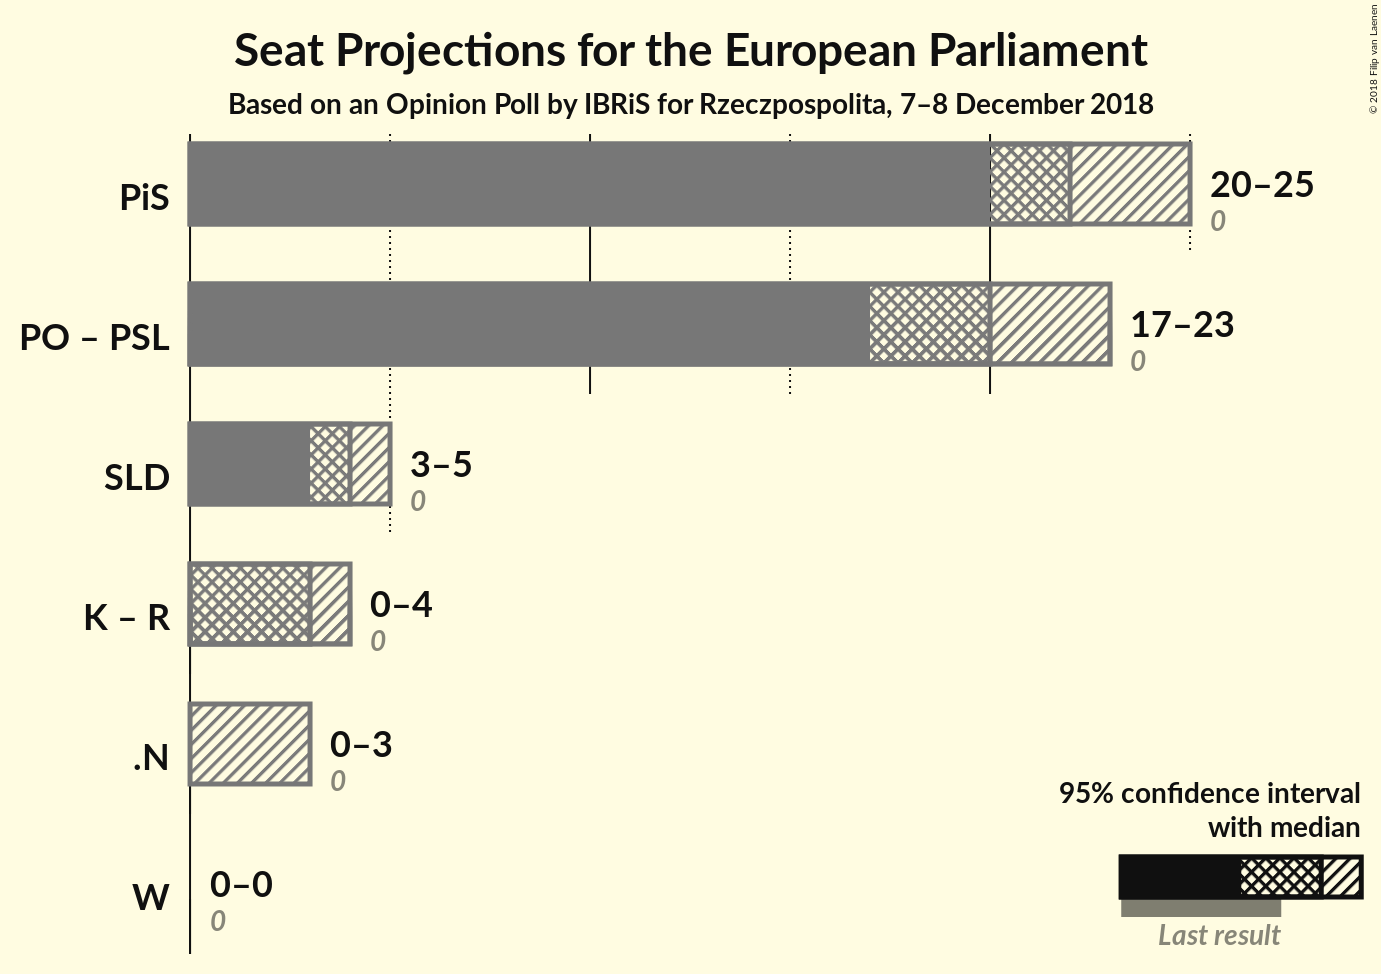 Seat Projections for the European Parliament
Based on an Opinion Poll by IBRiS for Rzeczpospolita, 7–8 December 2018
© 2018 Filip van Laenen
PiS
20–25
0
PO – PSL
17–23
0
SLD
3–5
0
K – R
0–4
0
.N
0–3
0
W
0–0
0
95% confidence interval
with median
Last result